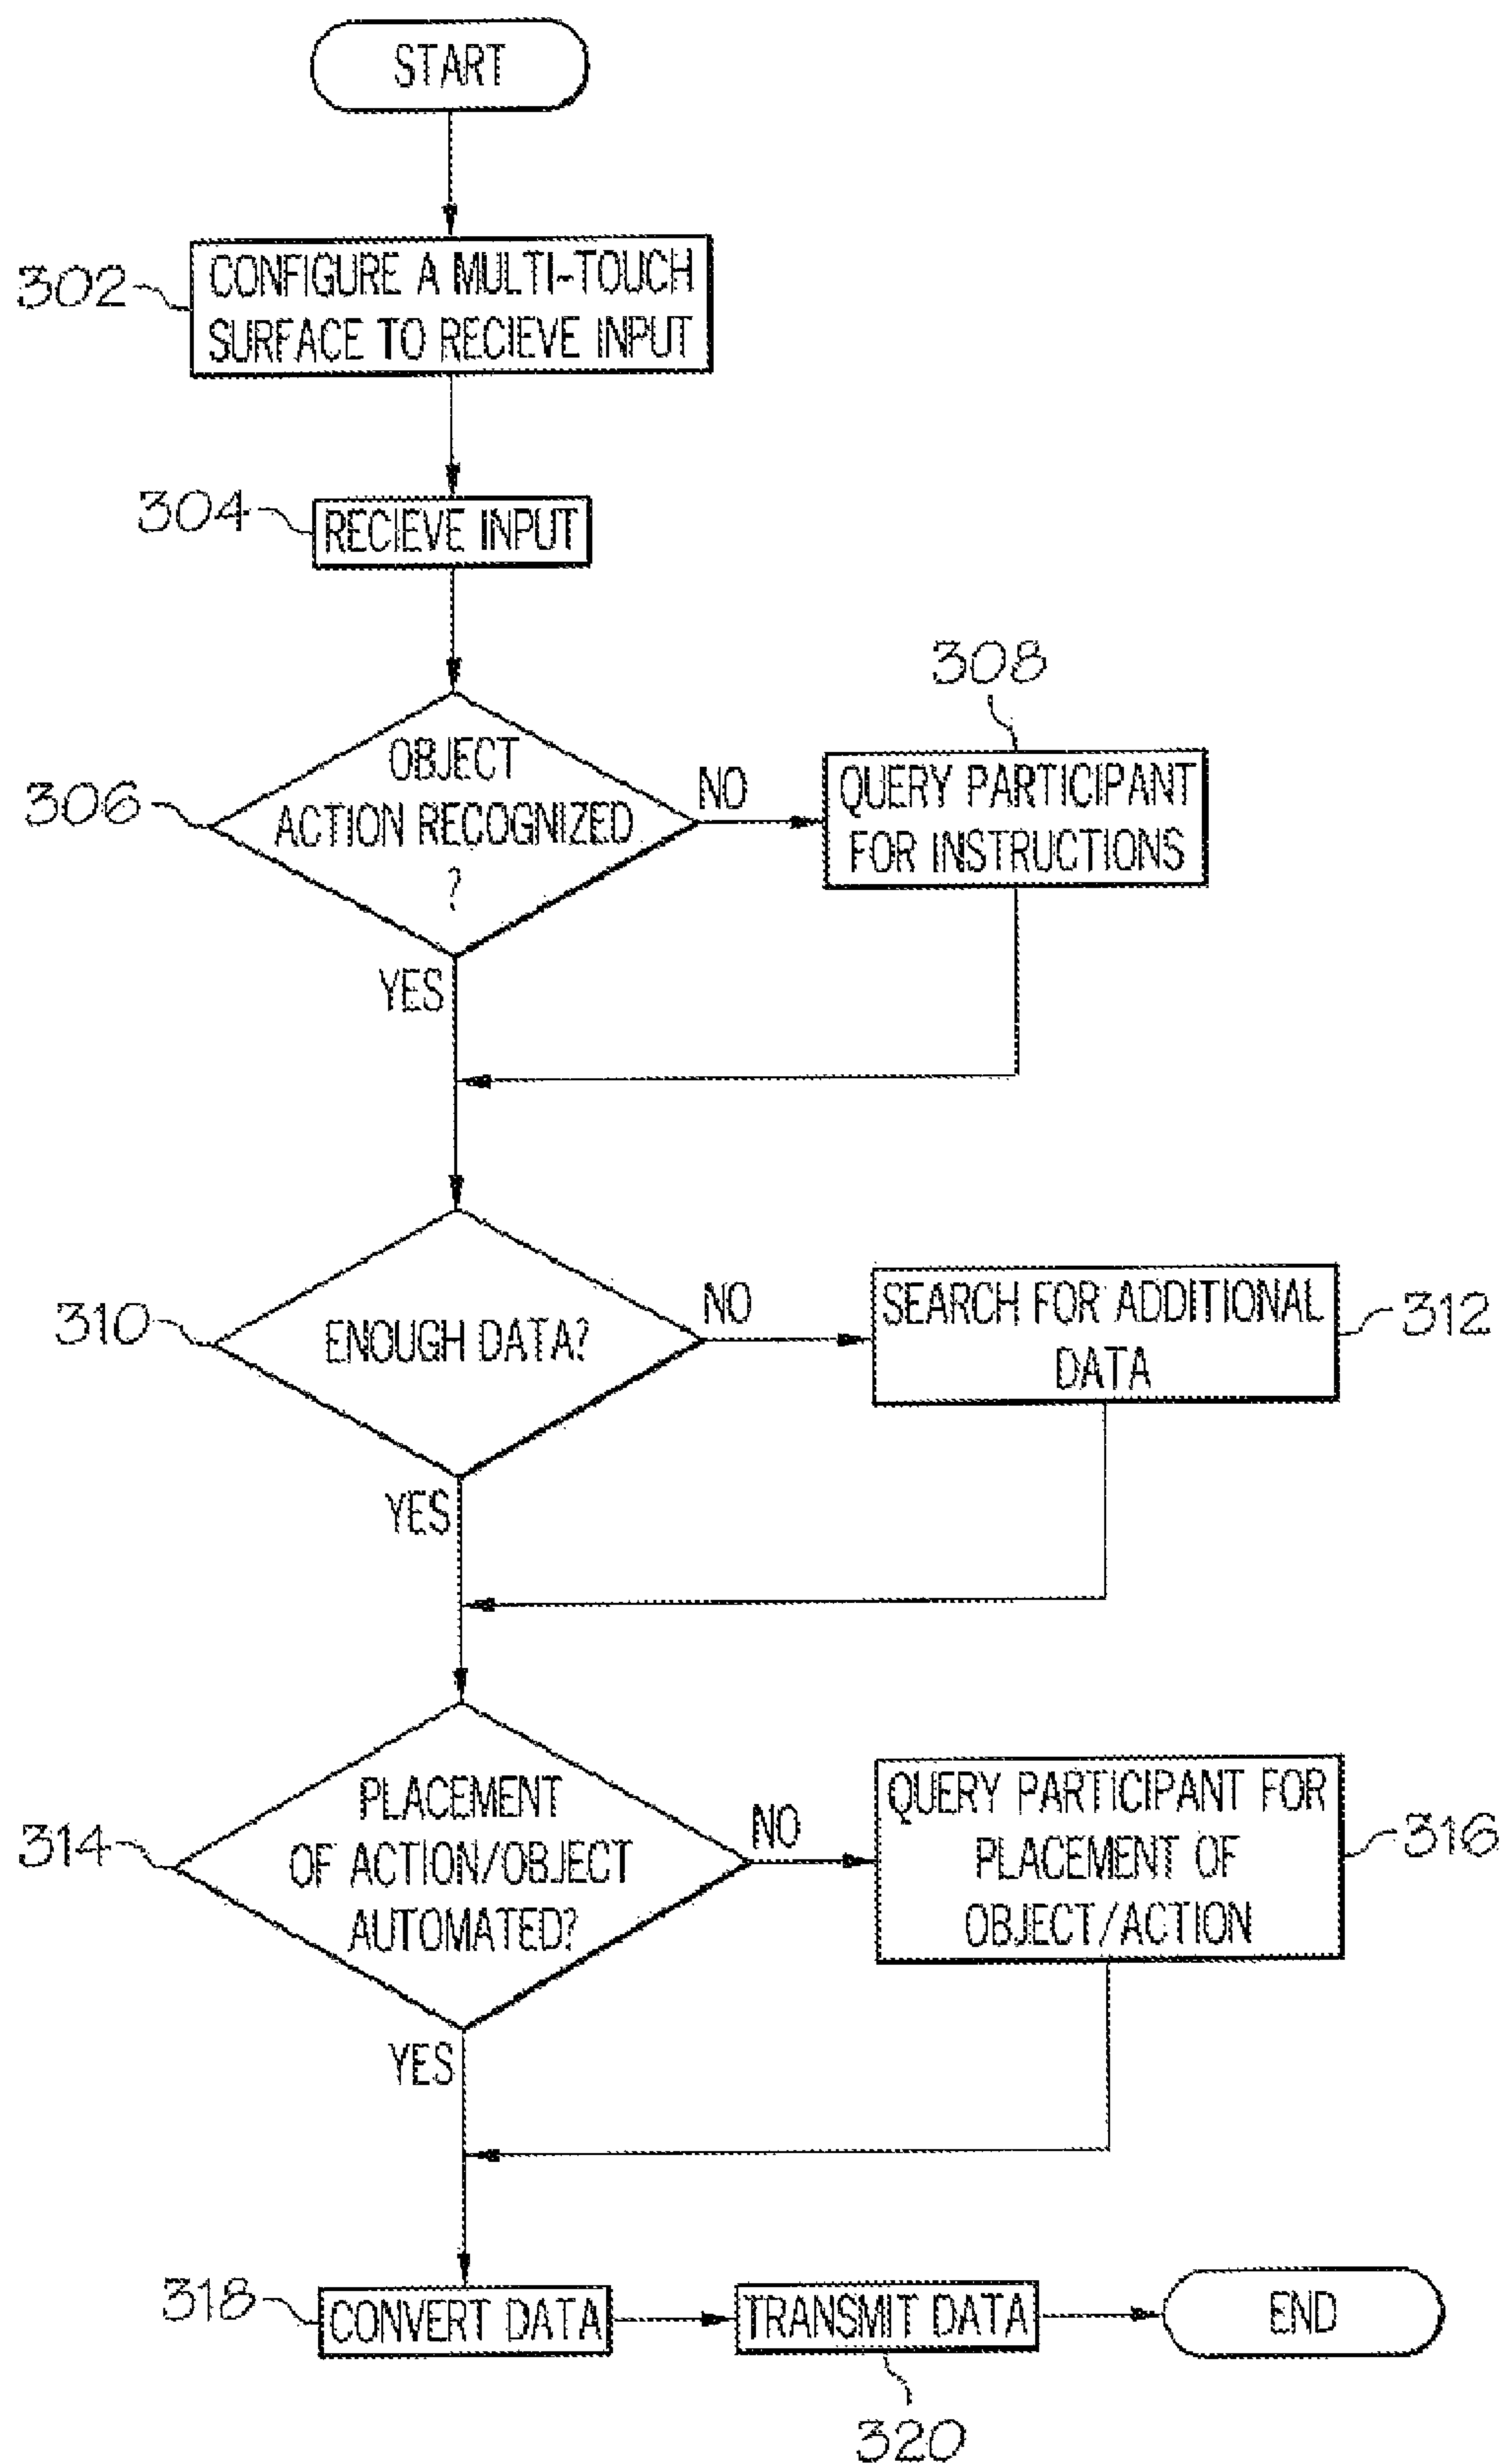 START
302
CONFIGURE A MULTI-TOUCH
SURFACE TO RECIEVE INPUT
304
RECIEVE INPUT
306
OBJECT
ACTION RECOGNIZED
?
NO
308
QUERY PARTICIPANT
FOR INSTRUCTIONS
YES
310
ENOUGH DATA?
NO
SEARCH FOR ADDITIONAL
DATA
312
YES
314
PLACEMENT
OF ACTION/OBJECT
AUTOMATED?
NO
QUERY PARTICIPANT FOR
PLACEMENT OF
OBJECT/ACTION
316
YES
318
CONVERT DATA
TRANSMIT DATA
320
END